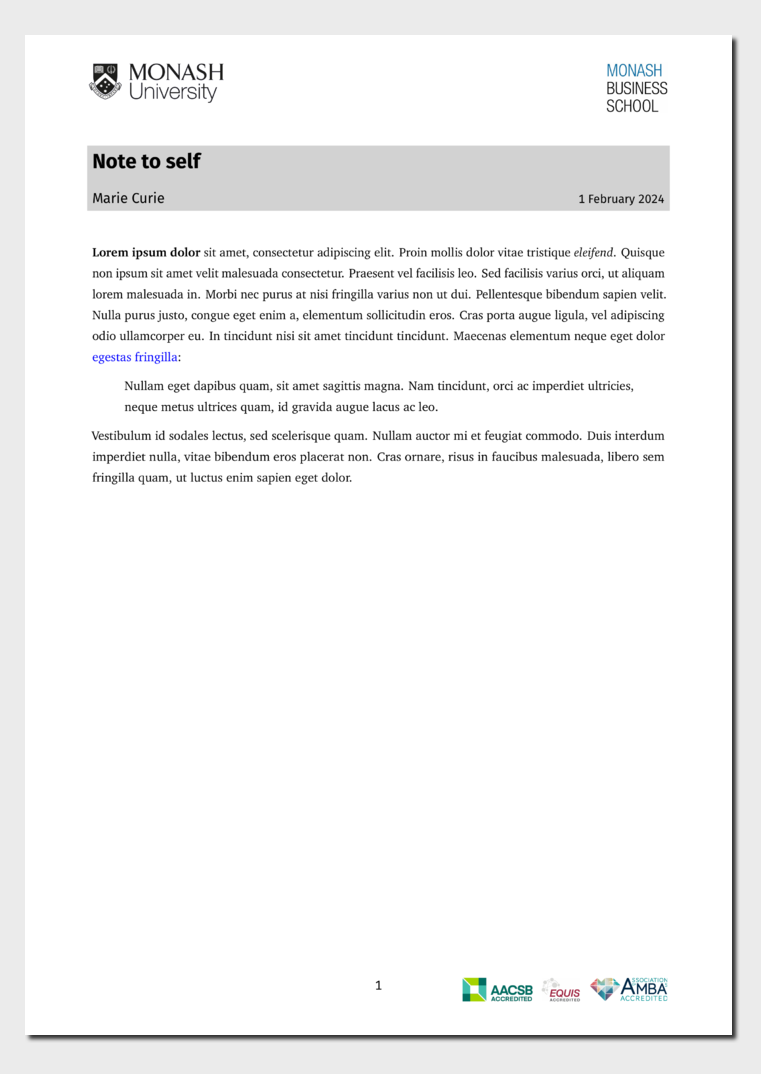 MONASH
University
MONASH
BUSINESS
SCHOOL
Note to self
Marie Curie
1 February 2024
Lorem ipsum dolor sit amet, consectetur adipiscing elit. Proin mollis dolor vitae tristique eleifend. Quisque
non ipsum sit amet velit malesuada consectetur. Praesent vel facilisis leo. Sed facilisis varius orci, ut aliquam
lorem malesuada in. Morbi nec purus at nisi fringilla varius non ut dui. Pellentesque bibendum sapien velit.
Nulla purus justo, congue eget enim a, elementum sollicitudin eros. Cras porta augue ligula, vel adipiscing
odio ullamcorper eu. In tincidunt nisi sit amet tincidunt tincidunt. Maecenas elementum neque eget dolor
egestas fringilla:
Nullam eget dapibus quam, sit amet sagittis magna. Nam tincidunt, orci ac imperdiet ultricies,
neque metus ultrices quam, id gravida augue lacus ac leo.
Vestibulum id sodales lectus, sed scelerisque quam. Nullam auctor mi et feugiat commodo. Duis interdum
imperdiet nulla, vitae bibendum eros placerat non. Cras ornare, risus in faucibus malesuada, libero sem
fringilla quam, ut luctus enim sapien eget dolor.
1
AACSB
ACCREDITED
EQUIS
ACCREDITED
ASSOCIATION
AMBA
ACCREDITED